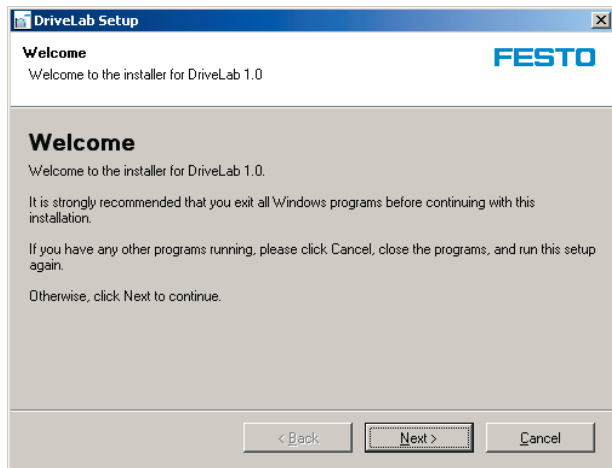 DriveLab Setup
Welcome
Welcome to the installer for DriveLab 1.0
FESTO
Welcome
Welcome to the installer for DriveLab 1.0.
It is strongly recommended that you exit all Windows programs before continuing with this
installation.
If you have any other programs running, please click Cancel, close the programs, and run this setup
again.
Otherwise, click Next to continue.
< Back
Next >
Cancel